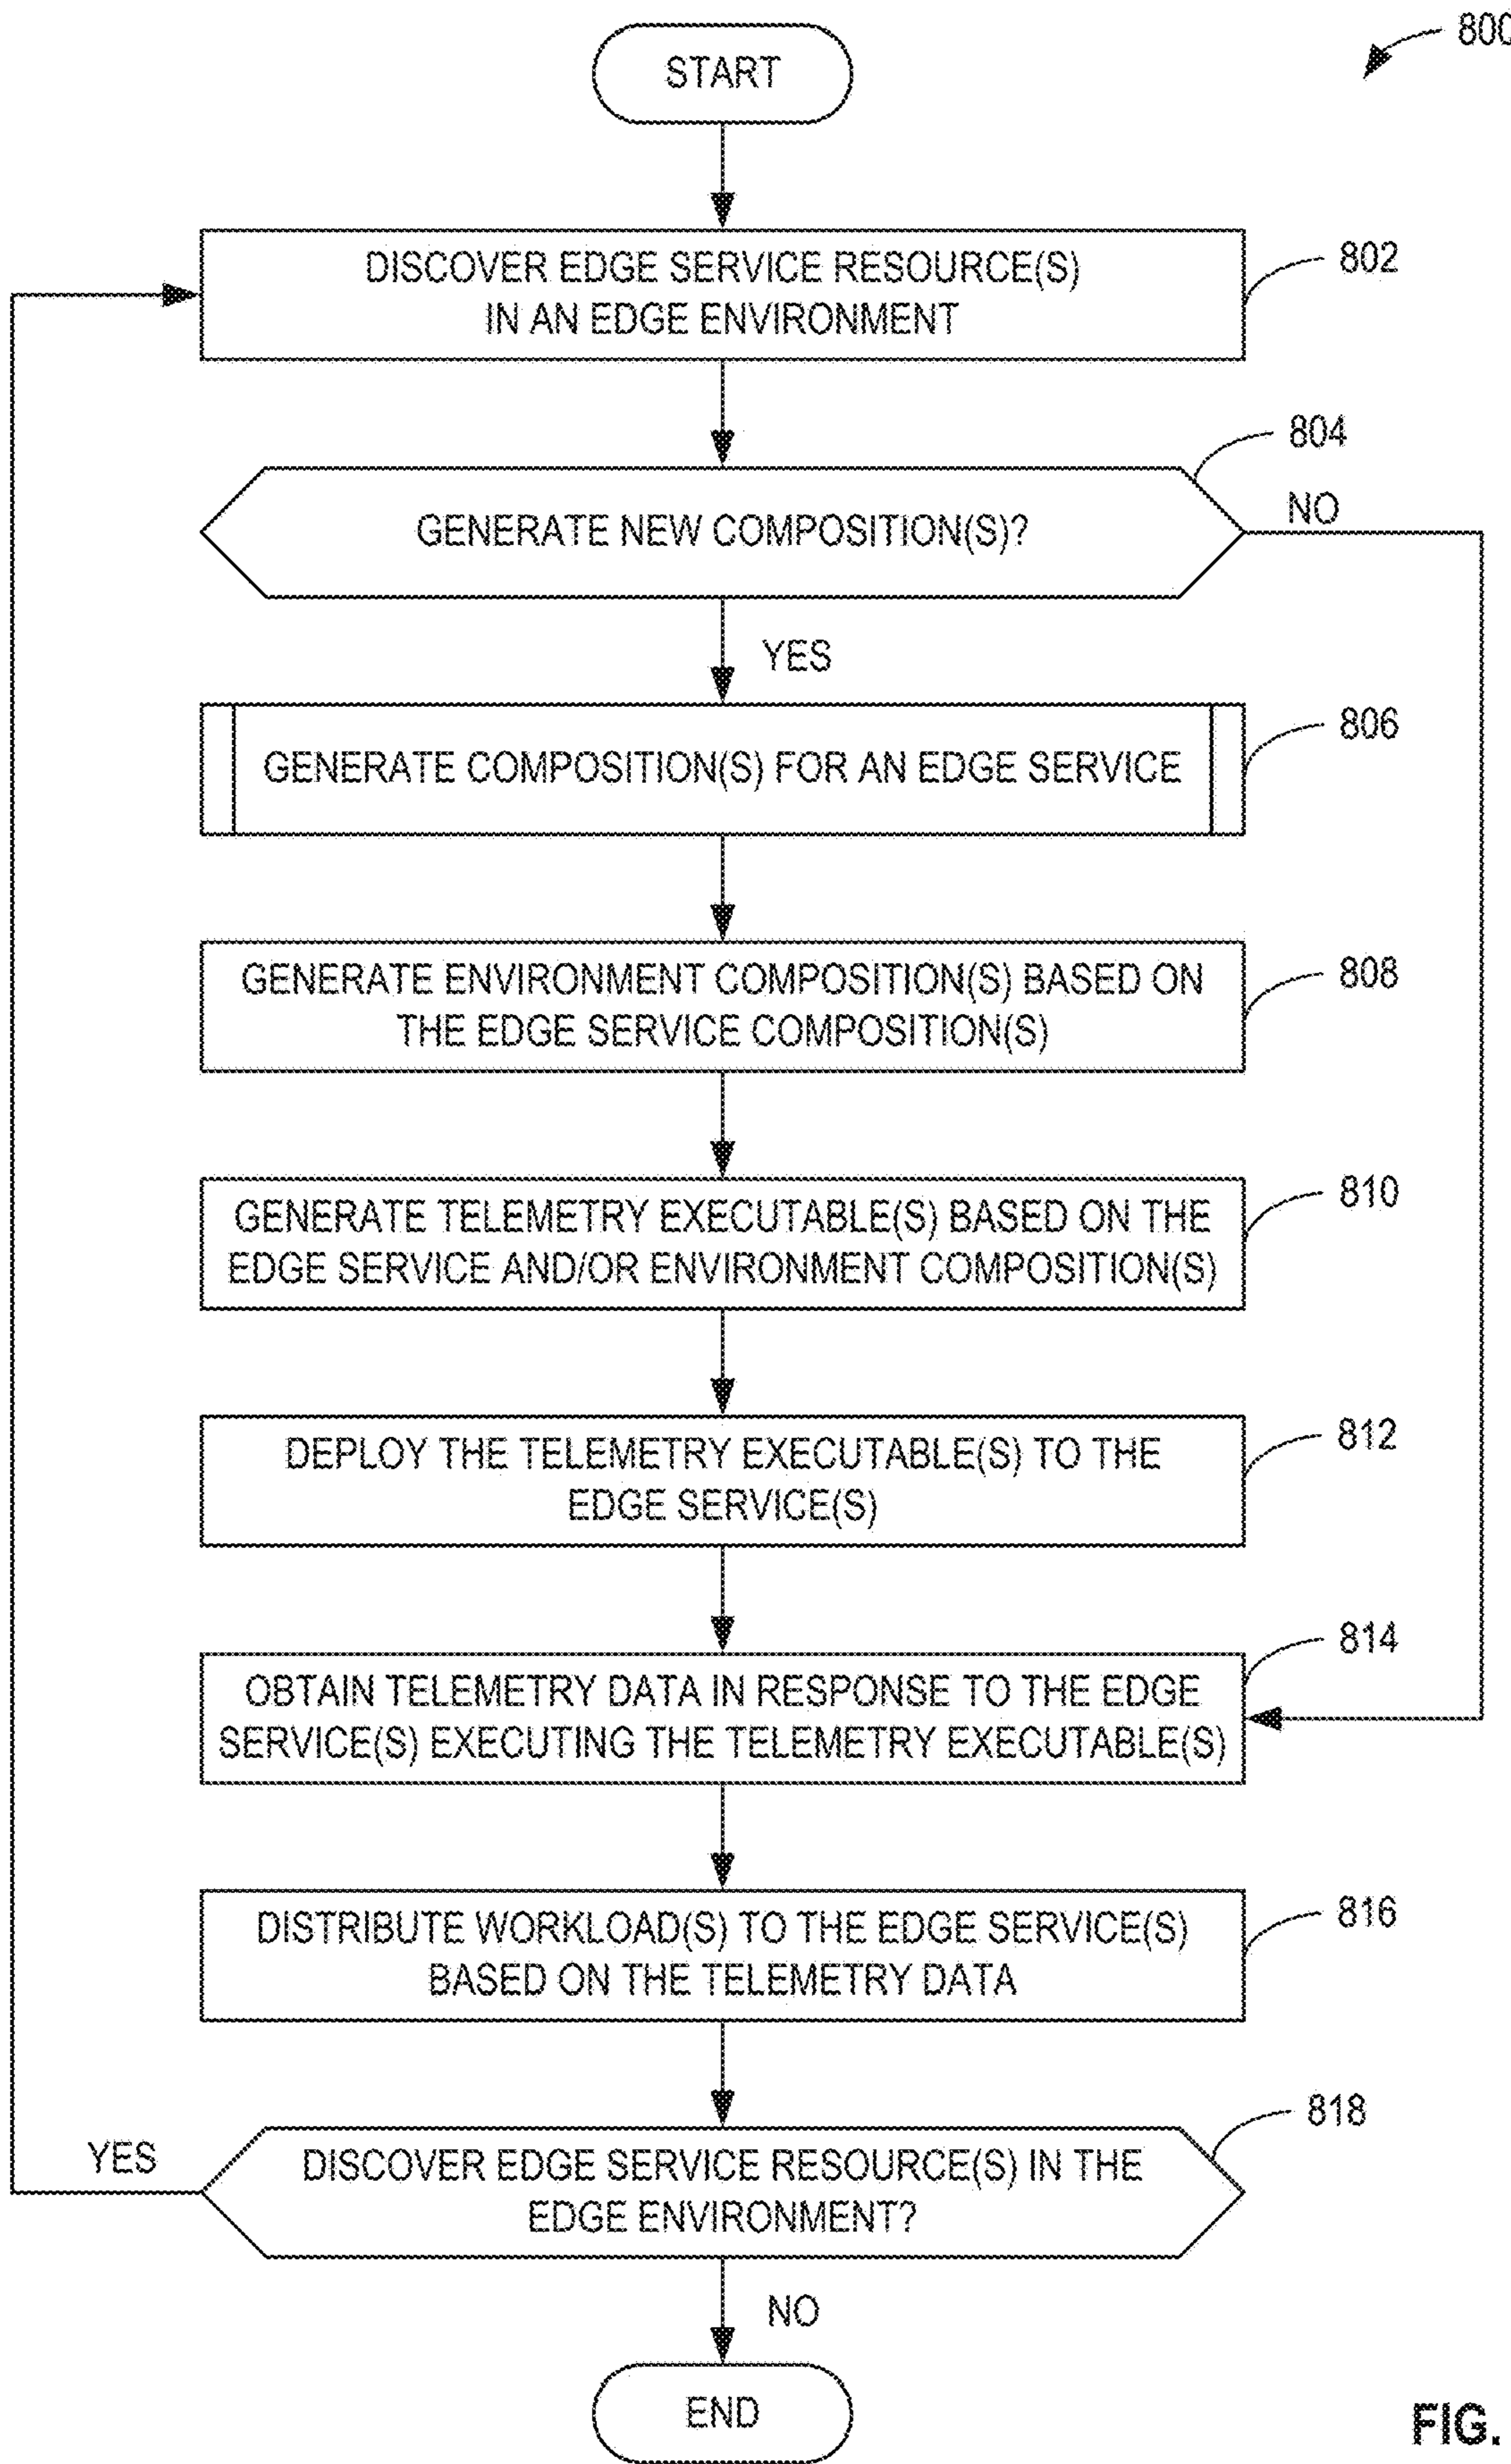 800
START
DISCOVER EDGE SERVICE RESOURCE(S)
IN AN EDGE ENVIRONMENT
802
804
GENERATE NEW COMPOSITION(S)?
NO
YES
GENERATE COMPOSITION(S) FOR AN EDGE SERVICE
806
GENERATE ENVIRONMENT COMPOSITION(S) BASED ON
THE EDGE SERVICE COMPOSITION(S)
808
GENERATE TELEMETRY EXECUTABLE(S) BASED ON THE
EDGE SERVICE AND/OR ENVIRONMENT COMPOSITION(S)
810
DEPLOY THE TELEMETRY EXECUTABLE(S) TO THE
EDGE SERVICE(S)
812
814
OBTAIN TELEMETRY DATA IN RESPONSE TO THE EDGE
SERVICE(S) EXECUTING THE TELEMETRY EXECUTABLE(S)
DISTRIBUTE WORKLOAD(S) TO THE EDGE SERVICE(S)
BASED ON THE TELEMETRY DATA
816
818
YES
DISCOVER EDGE SERVICE RESOURCE(S) IN THE
EDGE ENVIRONMENT?
NO
END
FIG.